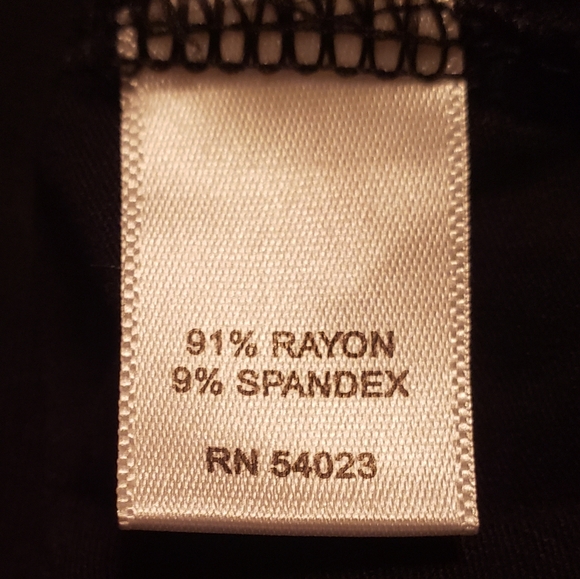 91% RAYON
9% SPANDEX
RN 54023